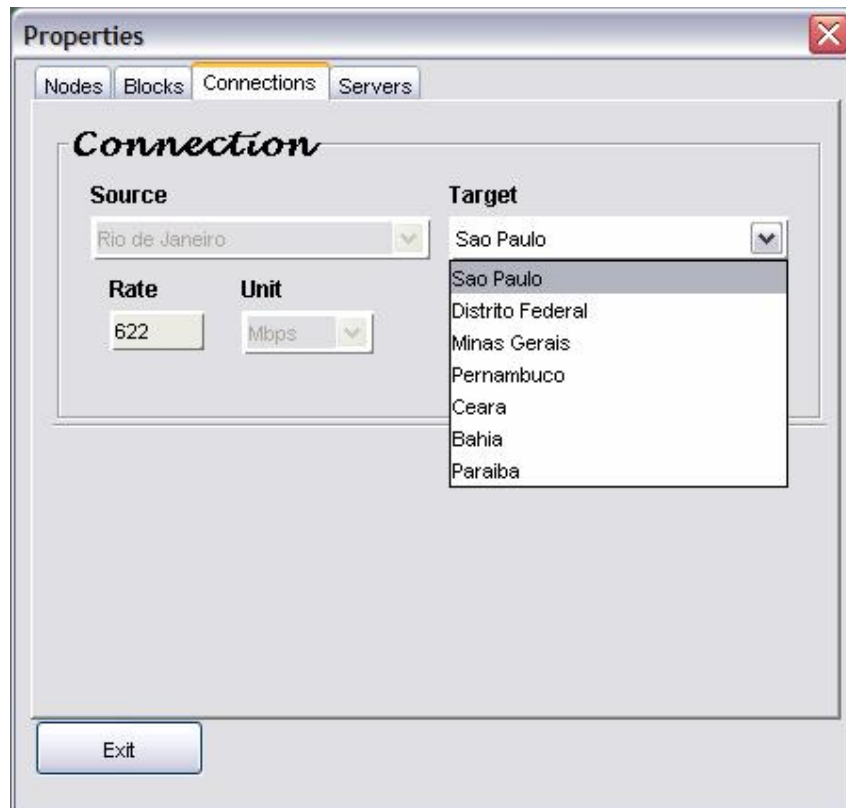 Properties
Nodes Blocks Connections Servers
Connection
Source Target
Rio de Janeiro Sao Paulo
Rate Unit
622 Mbps
Sao Paulo
Distrito Federal
Minas Gerais
Pernambuco
Ceara
Bahia
Paraiba
Exit